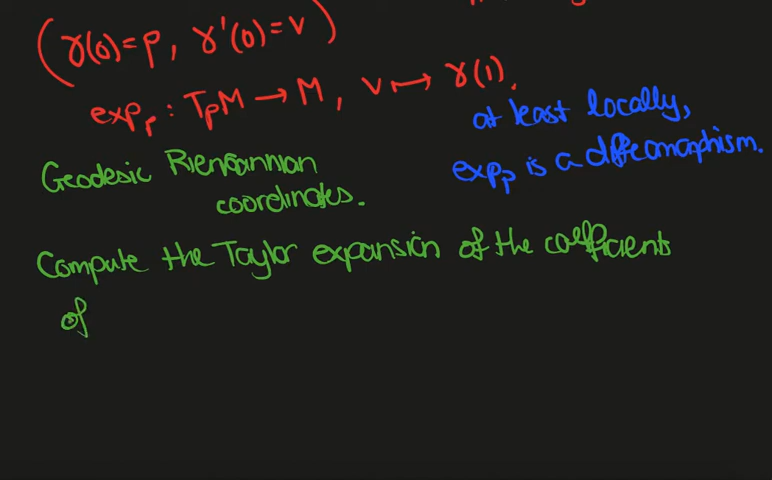 (γ(0)=p, γ'(0)=v)
exp_p : T_pM → M, v ↦ γ(1).
at least locally,
exp_p is a diffeomorphism.
Geodesic Riemannian
coordinates.
Compute the Taylor expansion of the coefficients
of